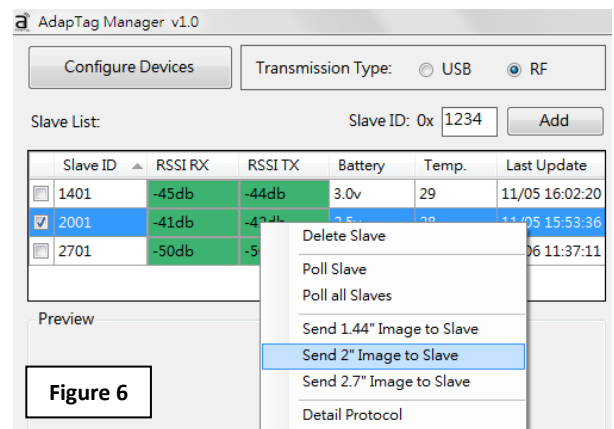 AdapTag Manager v1.0
Configure Devices Transmission Type: USB RF
Slave List: Slave ID: 0x 1234 Add
Slave ID RSSI RX RSSI TX Battery Temp. Last Update
1401 -45db -44db 3.0v 29 11/05 16:02:20
2001 -41db 11/05 15:53:36
2701 -50db 11:37:11
Delete Slave
Poll Slave
Poll all Slaves
Send 1.44" Image to Slave
Send 2" Image to Slave
Send 2.7" Image to Slave
Detail Protocol
Preview
Figure 6